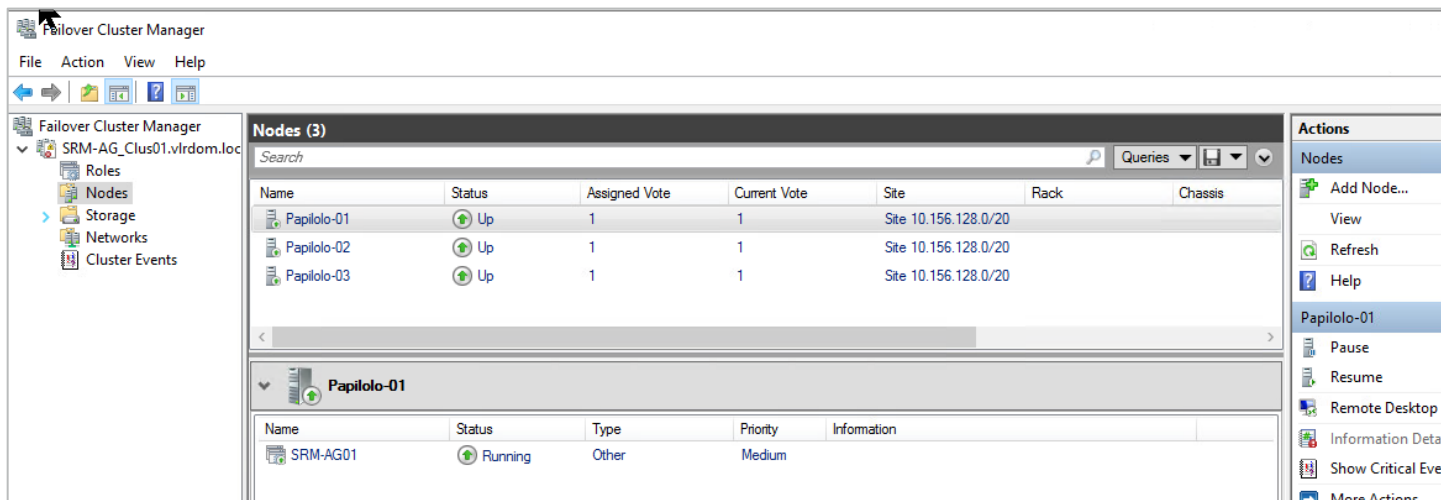 Failover Cluster Manager
File Action View Help
Failover Cluster Manager
SRM-AG_Clus01.vlrdom.loc
Roles
Nodes
Storage
Networks
Cluster Events
Nodes (3)
Search
Queries
Name Status Assigned Vote Current Vote Site Rack Chassis
Papilolo-01 Up 1 1 Site 10.156.128.0/20
Papilolo-02 Up 1 1 Site 10.156.128.0/20
Papilolo-03 Up 1 1 Site 10.156.128.0/20
Papilolo-01
Name Status Type Priority Information
SRM-AG01 Running Other Medium
Actions
Nodes
Add Node...
View
Refresh
Help
Papilolo-01
Pause
Resume
Remote Desktop
Information Deta
Show Critical Eve
More Actions